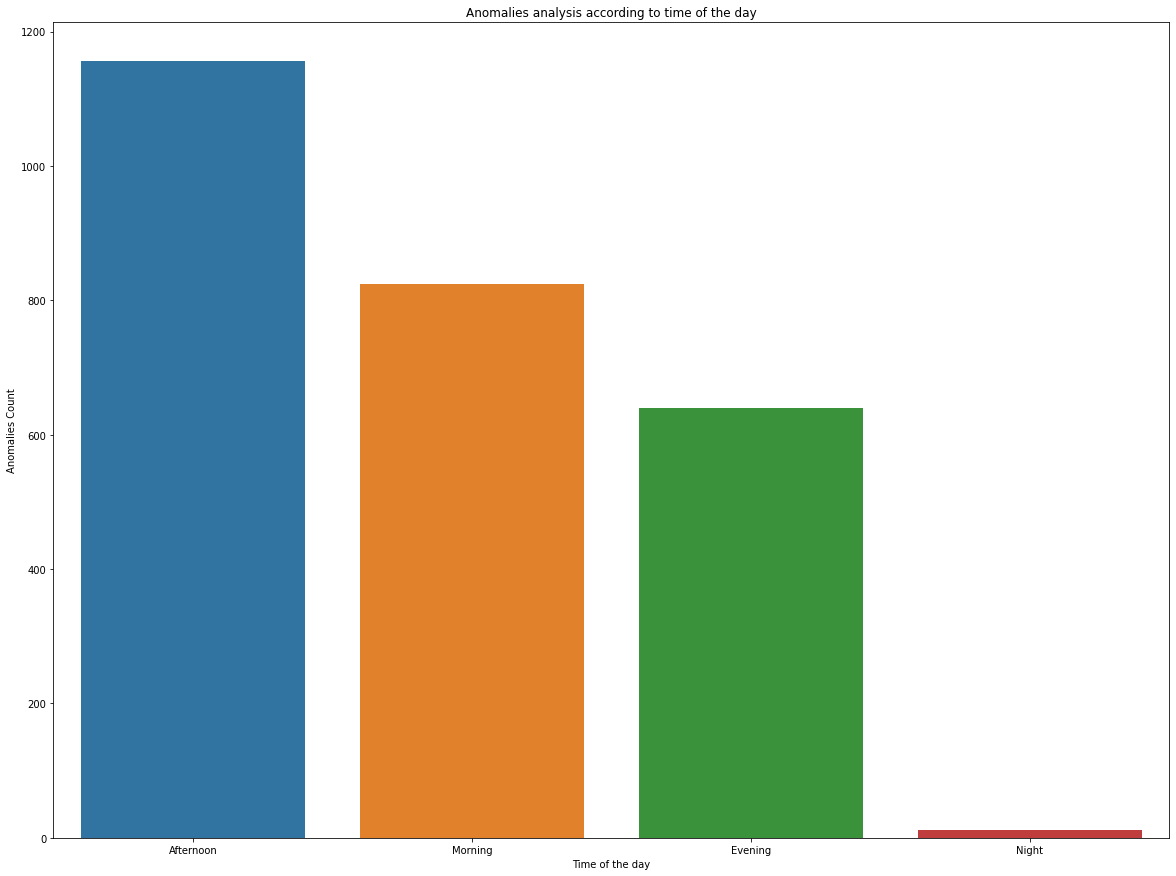 Anomalies analysis according to time of the day
1200
1000
800
600
400
200
0
Anomalies Count
Afternoon Morning Evening Night
Time of the day